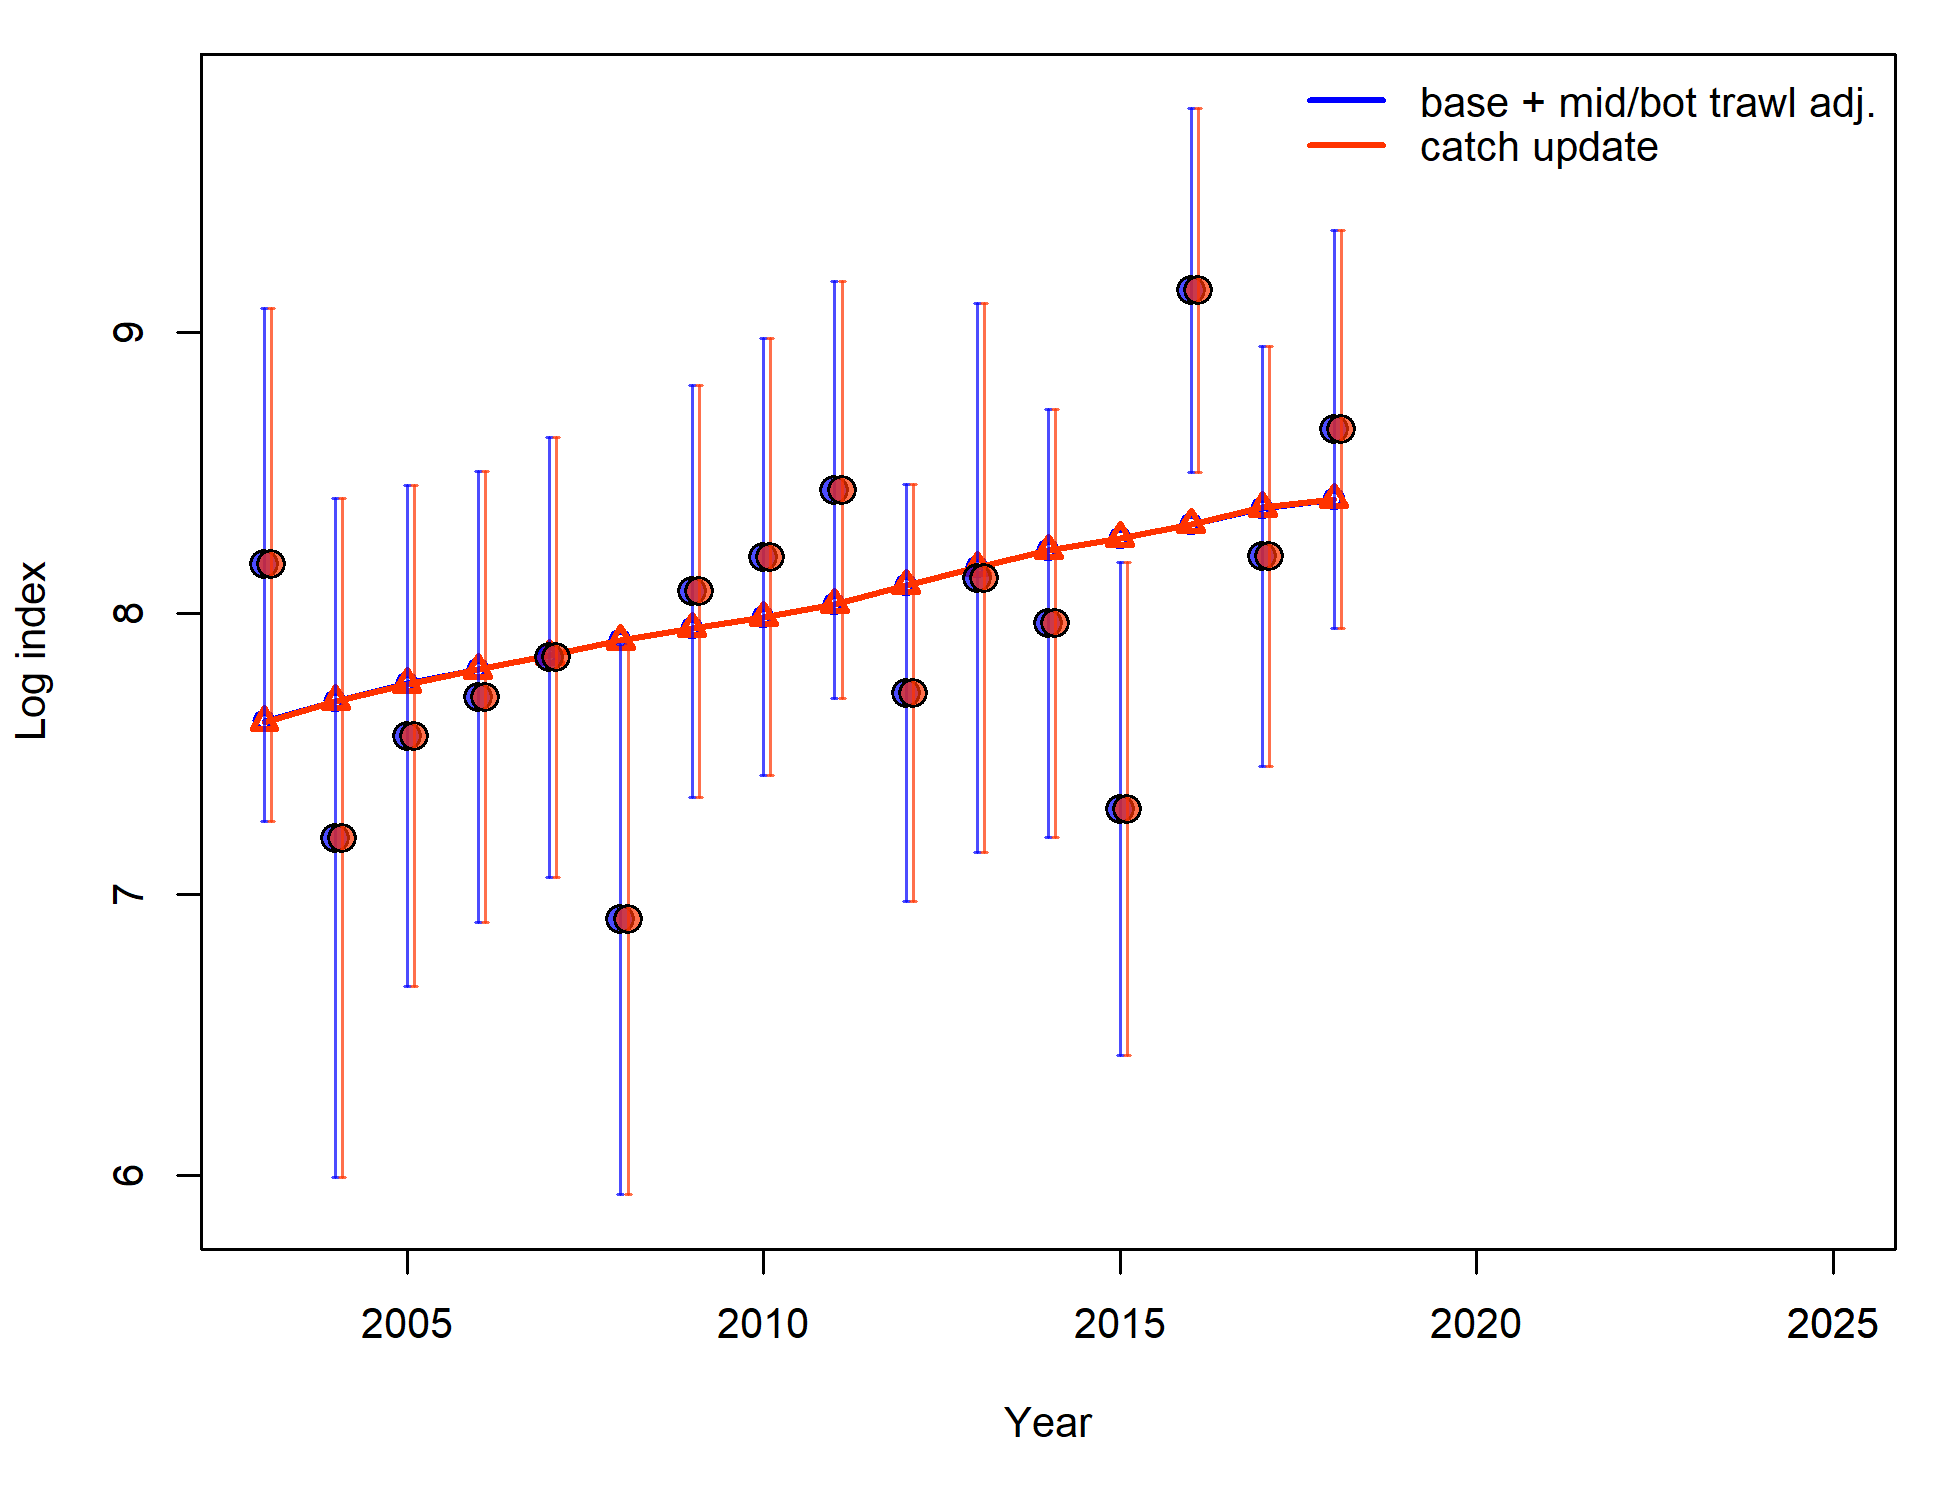 base + mid/bot trawl adj.
catch update
Log index
9
8
7
6
2005
2010
2015
2020
2025
Year